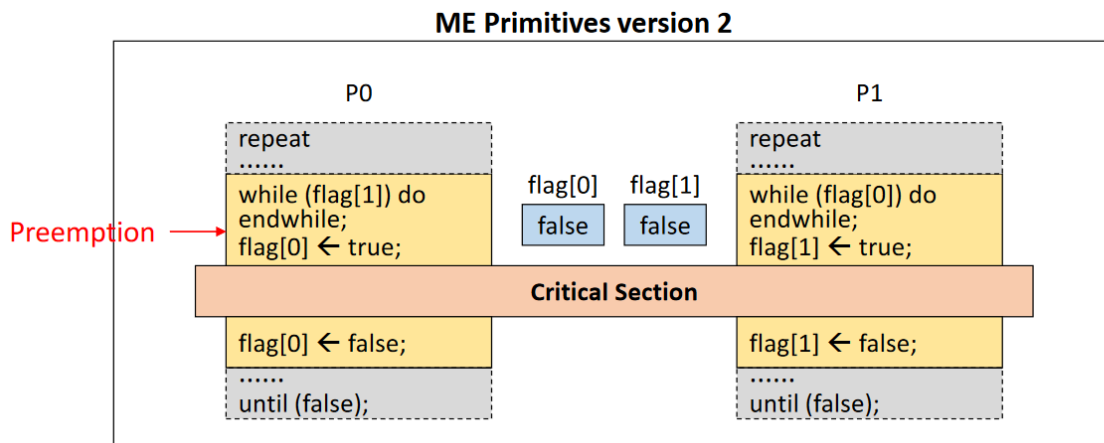 ME Primitives version 2
P0
repeat
......
while (flag[1]) do
endwhile;
flag[0] ← true;
Preemption
flag[0] flag[1]
false false
P1
repeat
......
while (flag[0]) do
endwhile;
flag[1] ← true;
Critical Section
flag[0] ← false;
......
until (false);
flag[1] ← false;
......
until (false);